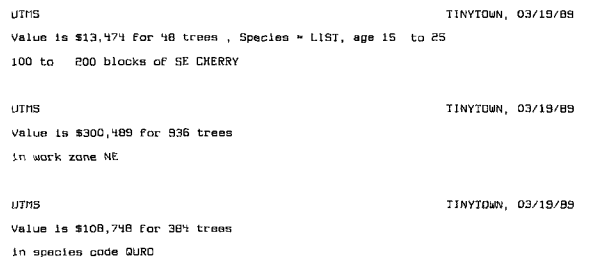 UTMS TINYTOWN, 03/19/89
Value is $13,474 for 48 trees , Species = LIST, age 15 to 25
100 to 200 blocks of SE CHERRY
UTMS TINYTOWN, 03/19/89
Value is $300,489 for 936 trees
in work zone NE
UTMS TINYTOWN, 03/19/89
Value is $108,748 for 384 trees
in species code QURO